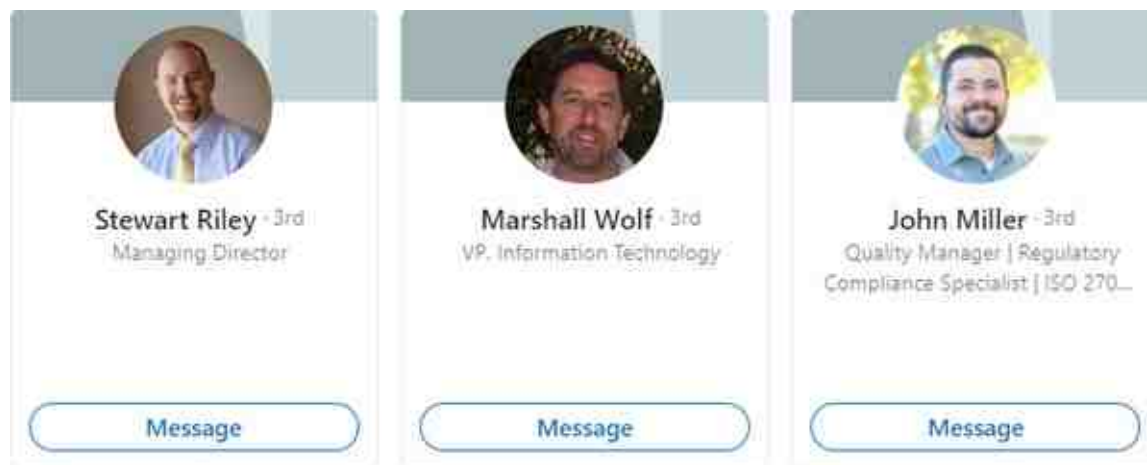 Stewart Riley · 3rd
Managing Director
Message
Marshall Wolf · 3rd
VP. Information Technology
Message
John Miller · 3rd
Quality Manager | Regulatory
Compliance Specialist | ISO 270...
Message